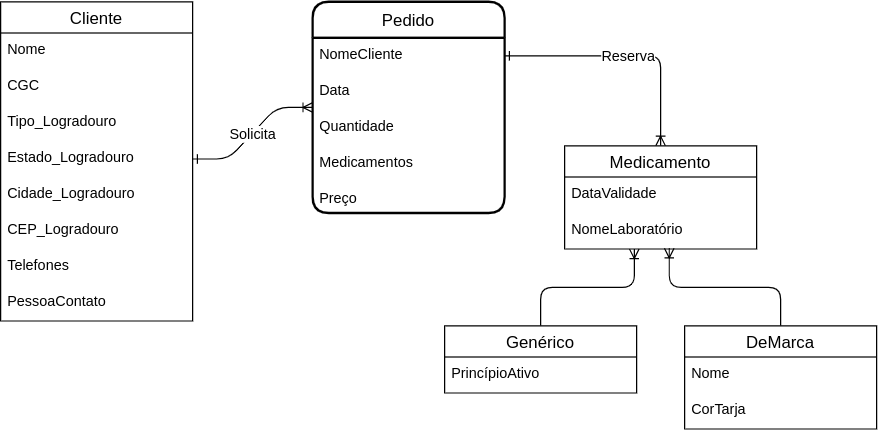 Cliente
Nome
CGC
Tipo_Logradouro
Estado_Logradouro
Cidade_Logradouro
CEP_Logradouro
Telefones
PessoaContato
Solicita
Pedido
NomeCliente
Data
Quantidade
Medicamentos
Preço
Reserva
Medicamento
DataValidade
NomeLaboratório
Genérico
PrincípioAtivo
DeMarca
Nome
CorTarja